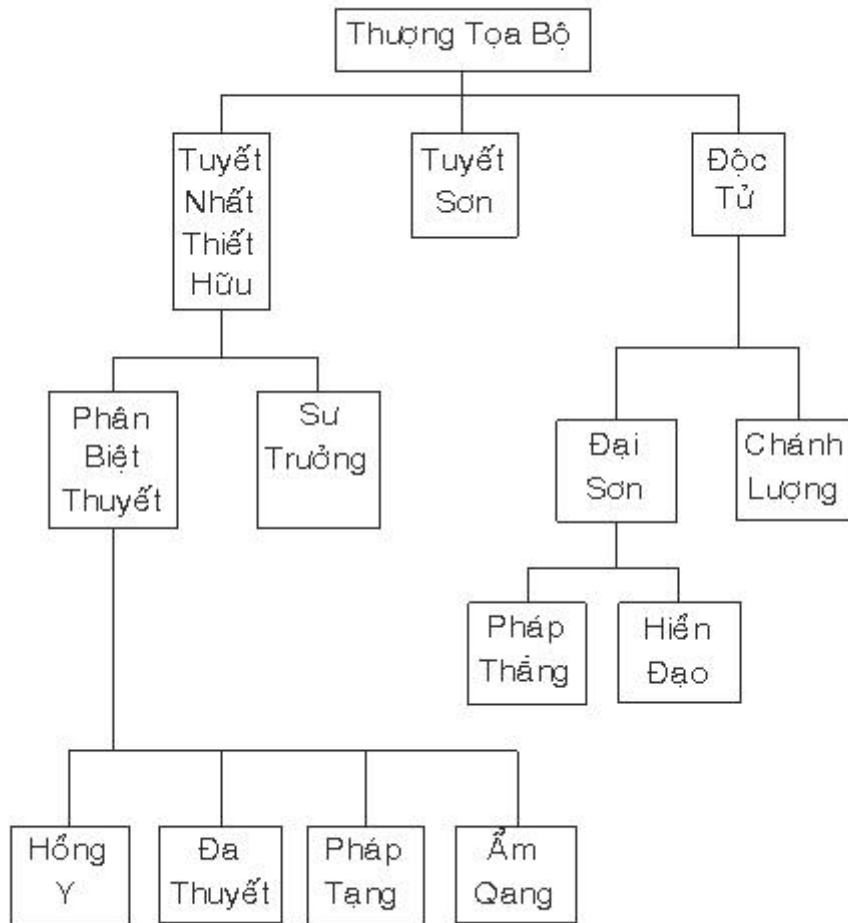 Thượng Tọa Bộ
Tuyết
Nhất
Thiết
Hữu
Tuyết
Sơn
Độc
Tử
Phân
Biệt
Thuyết
Sư
Trưởng
Đại
Sơn
Chánh
Lượng
Pháp
Thắng
Hiển
Đạo
Hồng
Y
Đa
Thuyết
Pháp
Tạng
Ẩm
Qang